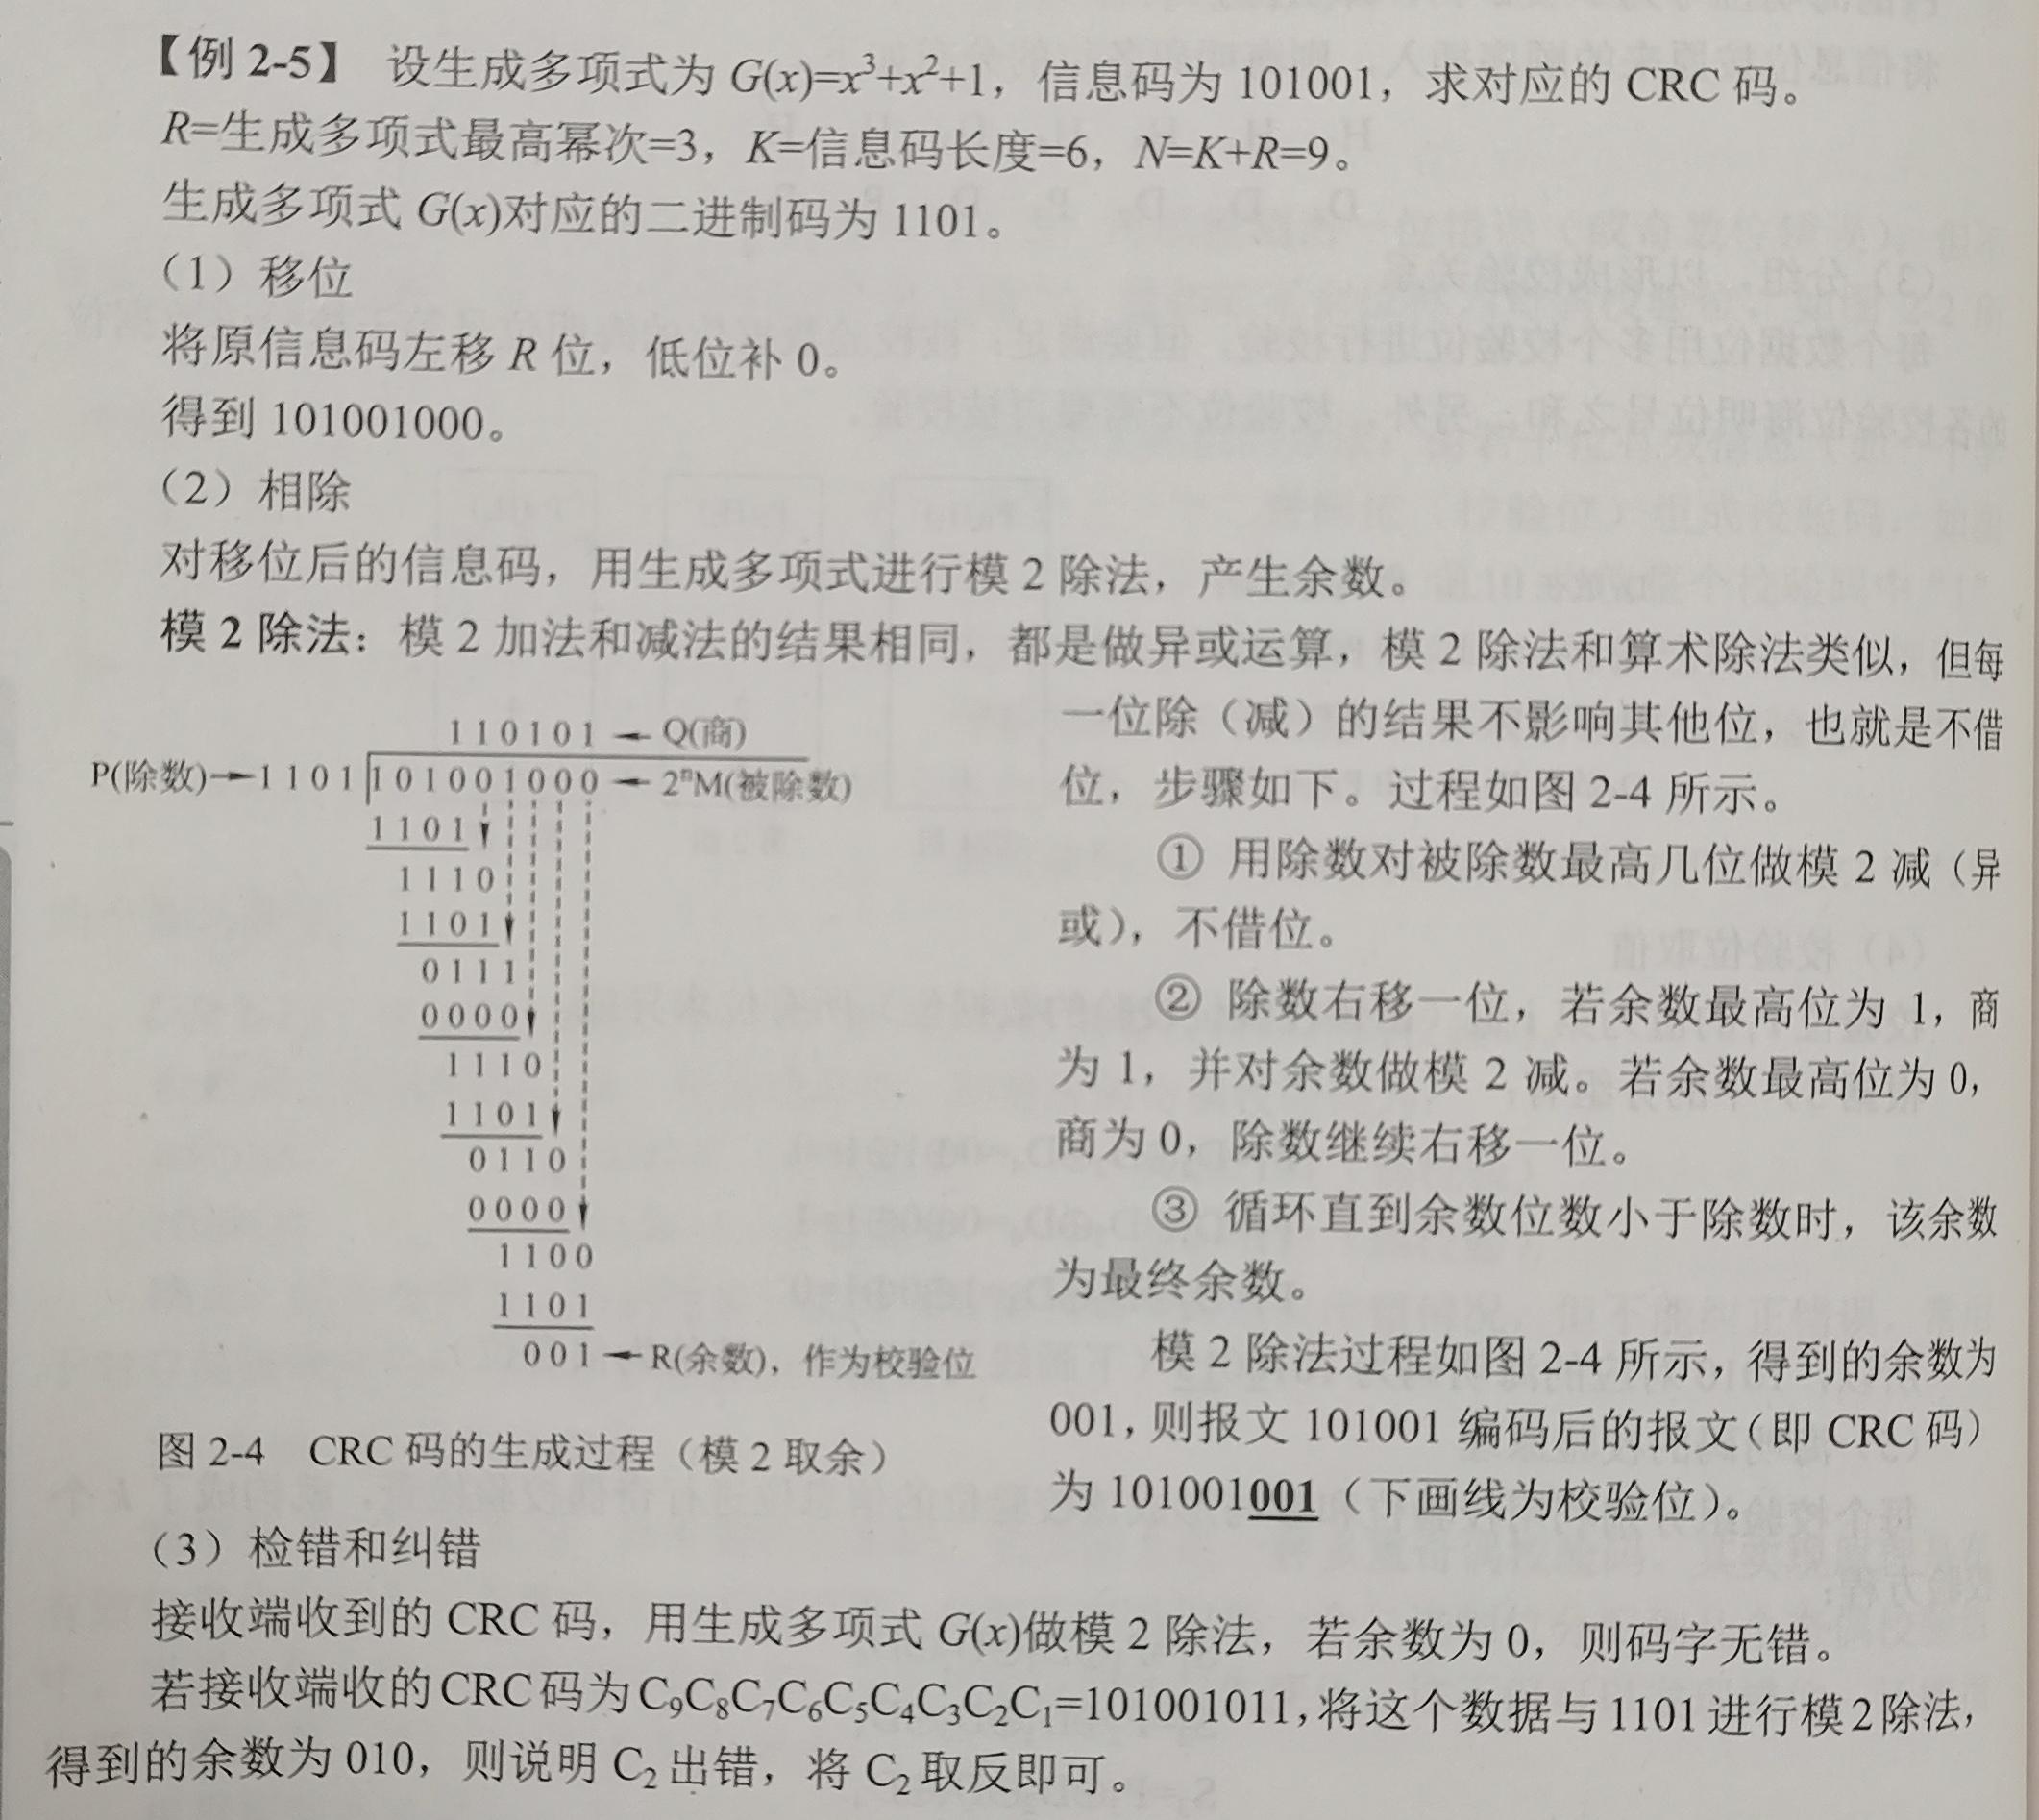 【例 2-5】 设生成多项式为 G(x)=x³+x²+1，信息码为 101001，求对应的 CRC 码。
R=生成多项式最高幂次=3，K=信息码长度=6，N=K+R=9。
生成多项式 G(x)对应的二进制码为 1101。
（1）移位
将原信息码左移 R 位，低位补 0。
得到 101001000。
（2）相除
对移位后的信息码，用生成多项式进行模 2 除法，产生余数。
模 2 除法：模 2 加法和减法的结果相同，都是做异或运算，模 2 除法和算术除法类似，但每
一位除（减）的结果不影响其他位，也就是不借
位，步骤如下。过程如图 2-4 所示。
① 用除数对被除数最高几位做模 2 减（异
或），不借位。
② 除数右移一位，若余数最高位为 1，商
为 1，并对余数做模 2 减。若余数最高位为 0，
商为 0，除数继续右移一位。
③ 循环直到余数位数小于除数时，该余数
为最终余数。
模 2 除法过程如图 2-4 所示，得到的余数为
001，则报文 101001 编码后的报文（即 CRC 码）
为 101001001（下画线为校验位）。
110101 ← Q(商)
P(除数)→1101 101001000 ← 2ⁿM(被除数)
1101
1110
1101
0111
0000
1110
1101
0110
0000
1100
1101
001 ← R(余数)，作为校验位
图 2-4 CRC 码的生成过程（模 2 取余）
（3）检错和纠错
接收端收到的 CRC 码，用生成多项式 G(x)做模 2 除法，若余数为 0，则码字无错。
若接收端收的 CRC 码为 C₉C₈C₇C₆C₅C₄C₃C₂C₁=101001011，将这个数据与 1101 进行模 2 除法，
得到的余数为 010，则说明 C₂ 出错，将 C₂ 取反即可。